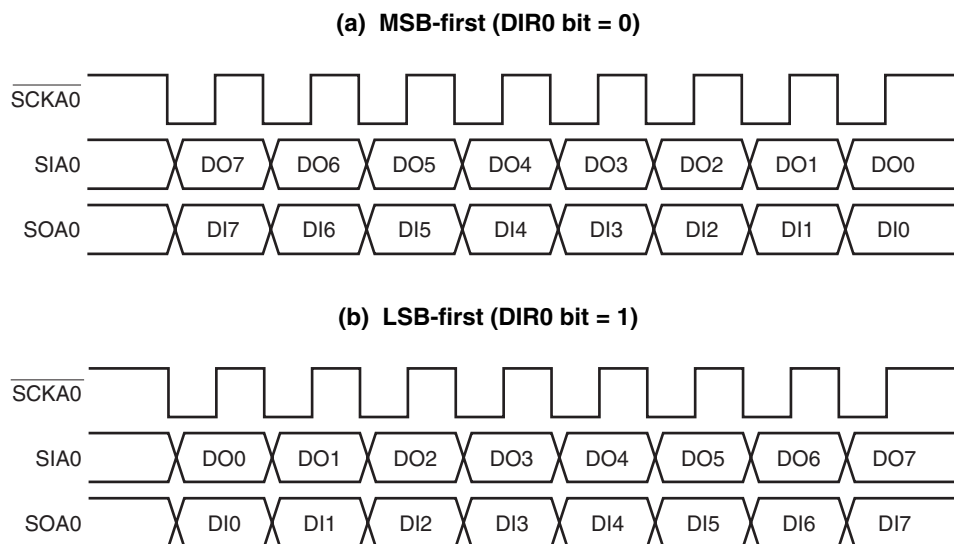 (a) MSB-first (DIR0 bit = 0)
SCKA0
SIA0 DO7 DO6 DO5 DO4 DO3 DO2 DO1 DO0
SOA0 DI7 DI6 DI5 DI4 DI3 DI2 DI1 DI0
(b) LSB-first (DIR0 bit = 1)
SCKA0
SIA0 DO0 DO1 DO2 DO3 DO4 DO5 DO6 DO7
SOA0 DI0 DI1 DI2 DI3 DI4 DI5 DI6 DI7